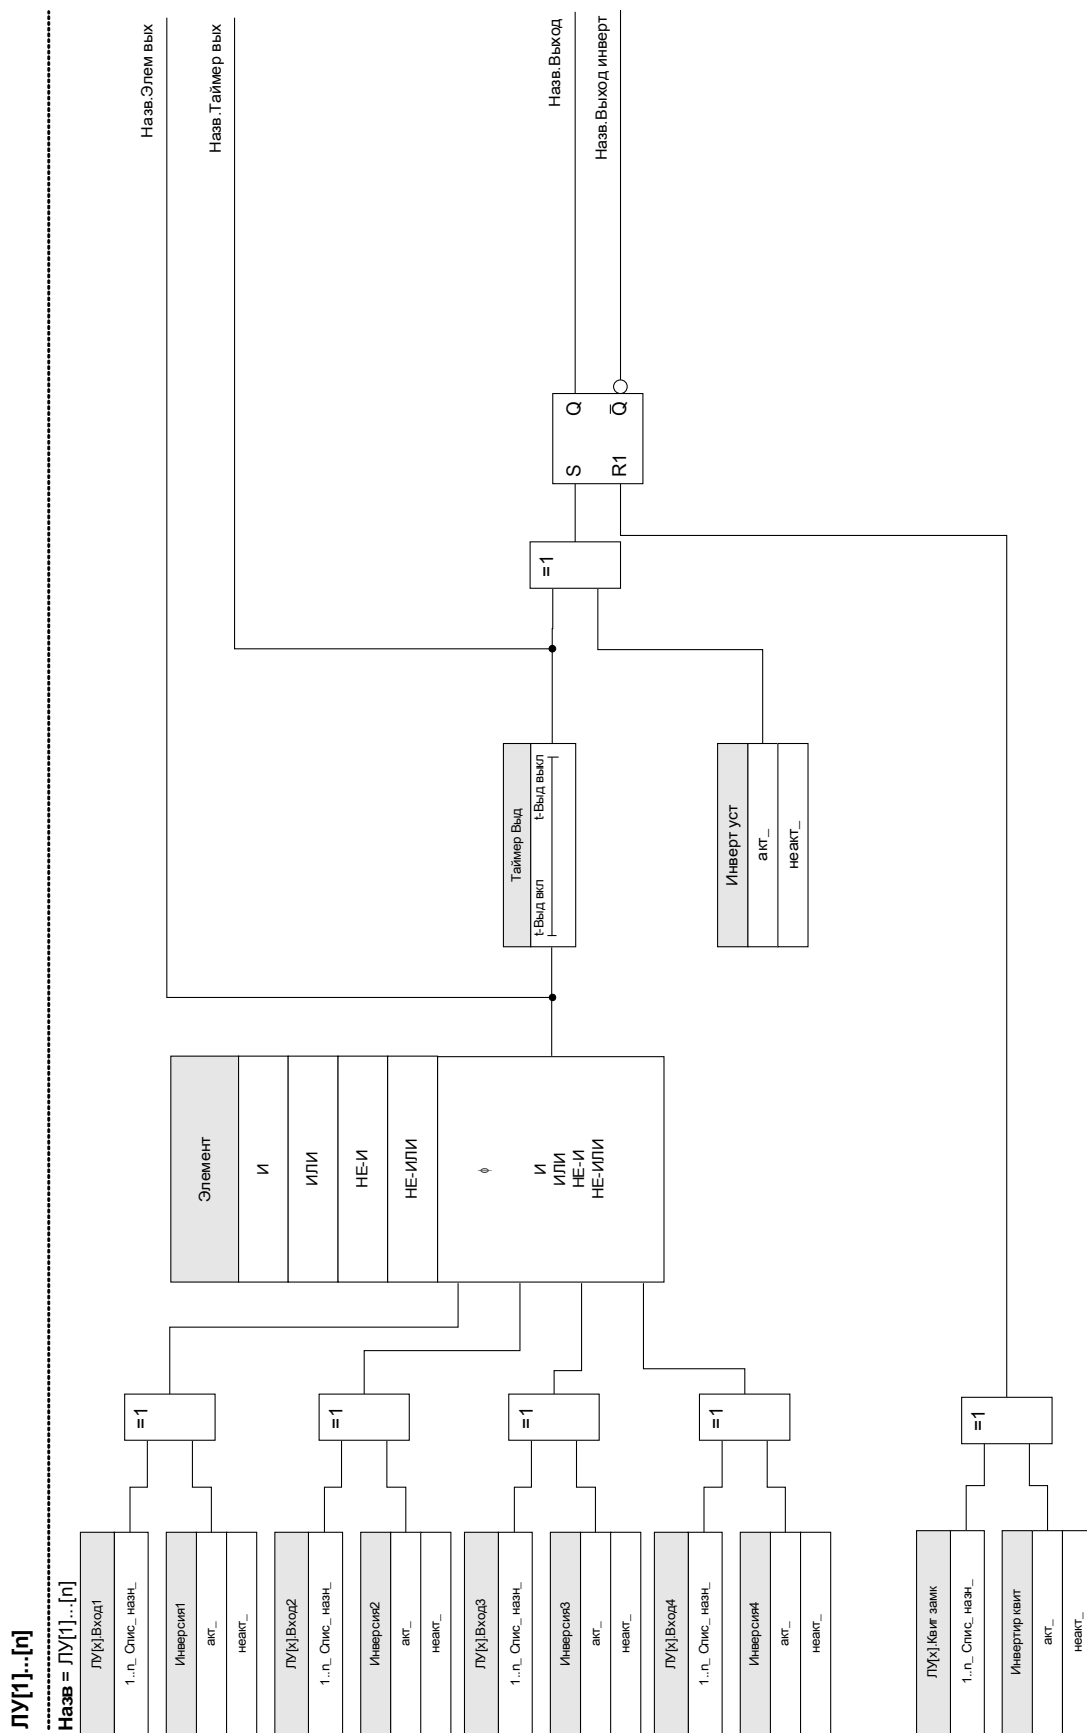 ЛУ[1]...[n]
Назв = ЛУ[1]...[n]
ЛУ[x].Вход1
1..n_ Спис_ назн_
Инверсия1
акт_
неакт_
ЛУ[x].Вход2
1..n_ Спис_ назн_
Инверсия2
акт_
неакт_
ЛУ[x].Вход3
1..n_ Спис_ назн_
Инверсия3
акт_
неакт_
ЛУ[x].Вход4
1..n_ Спис_ назн_
Инверсия4
акт_
неакт_
ЛУ[x].Квит замк
1..n_ Спис_ назн_
Инвертир квит
акт_
неакт_
=1
=1
=1
=1
=1
Элемент
И
ИЛИ
НЕ-И
НЕ-ИЛИ
ϕ
И
ИЛИ
НЕ-И
НЕ-ИЛИ
Таймер Выд
t-Выд вкл
t-Выд выкл
Инверт уст
акт_
неакт_
=1
S
Q
R1
Q̅
Назв.Элем вых
Назв.Таймер вых
Назв.Выход
Назв.Выход инверт